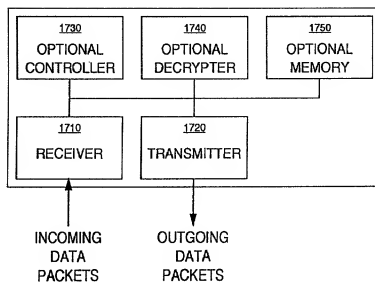 1730
OPTIONAL
CONTROLLER
1740
OPTIONAL
DECRYPTER
1750
OPTIONAL
MEMORY
1710
RECEIVER
1720
TRANSMITTER
INCOMING
DATA
PACKETS
OUTGOING
DATA
PACKETS